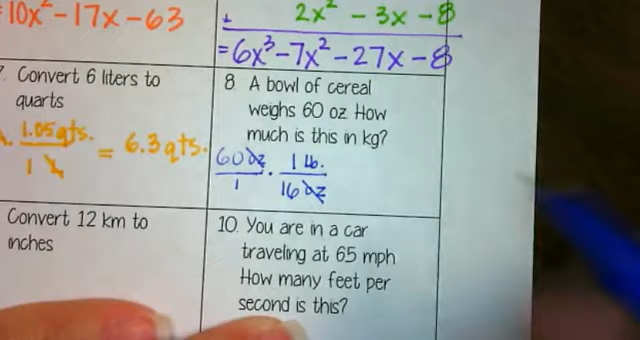 = 10x² - 17x - 63
+ 2x² - 3x - 8
= 6x³ - 7x² - 27x - 8
7. Convert 6 liters to
quarts
1.05 qts. = 6.3 qts.
1 L
8 A bowl of cereal
weighs 60 oz How
much is this in kg?
60 oz · 1 lb.
1 16 oz
Convert 12 km to
inches
10. You are in a car
traveling at 65 mph
How many feet per
second is this?